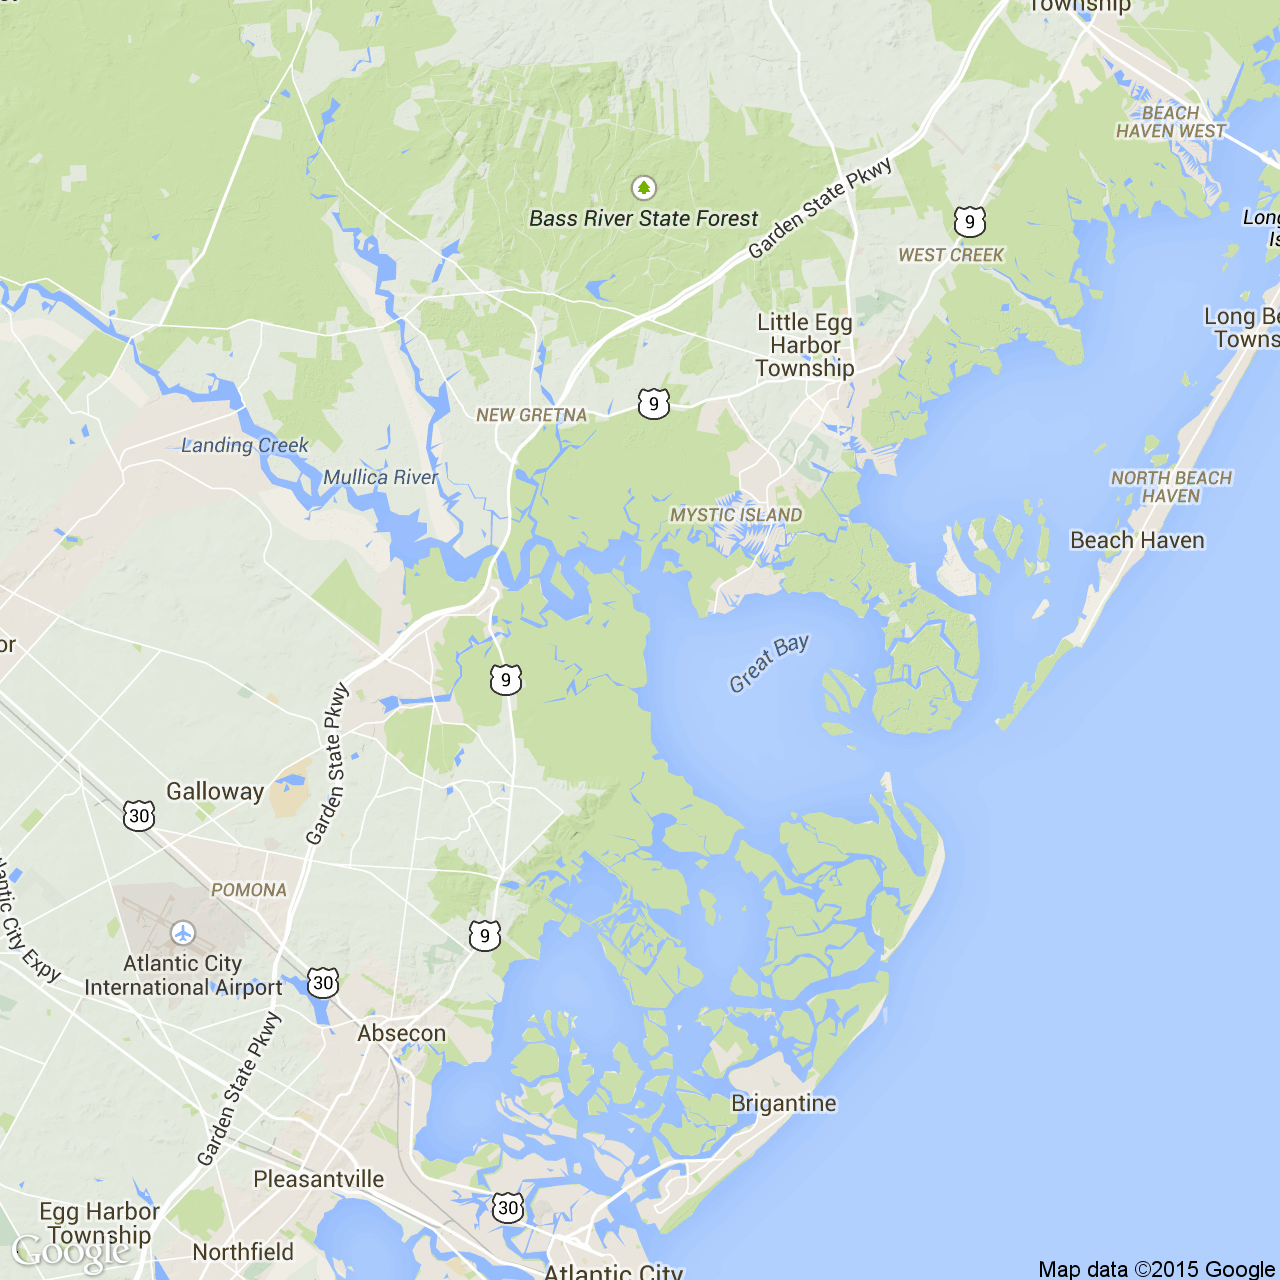 Township
BEACH
HAVEN WEST
Bass River State Forest
Garden State Pkwy
9
WEST CREEK
Long
Is
Little Egg
Harbor
Township
Long Be
Towns
9
NEW GRETNA
Landing Creek
Mullica River
NORTH BEACH
HAVEN
MYSTIC ISLAND
Beach Haven
or
Great Bay
9
Garden State Pkwy
Galloway
30
POMONA
9
Atlantic City Expy
Atlantic City
International Airport
30
Absecon
Garden State Pkwy
Brigantine
Pleasantville
30
Egg Harbor
Township
Northfield
Google
Atlantic City
Map data ©2015 Google